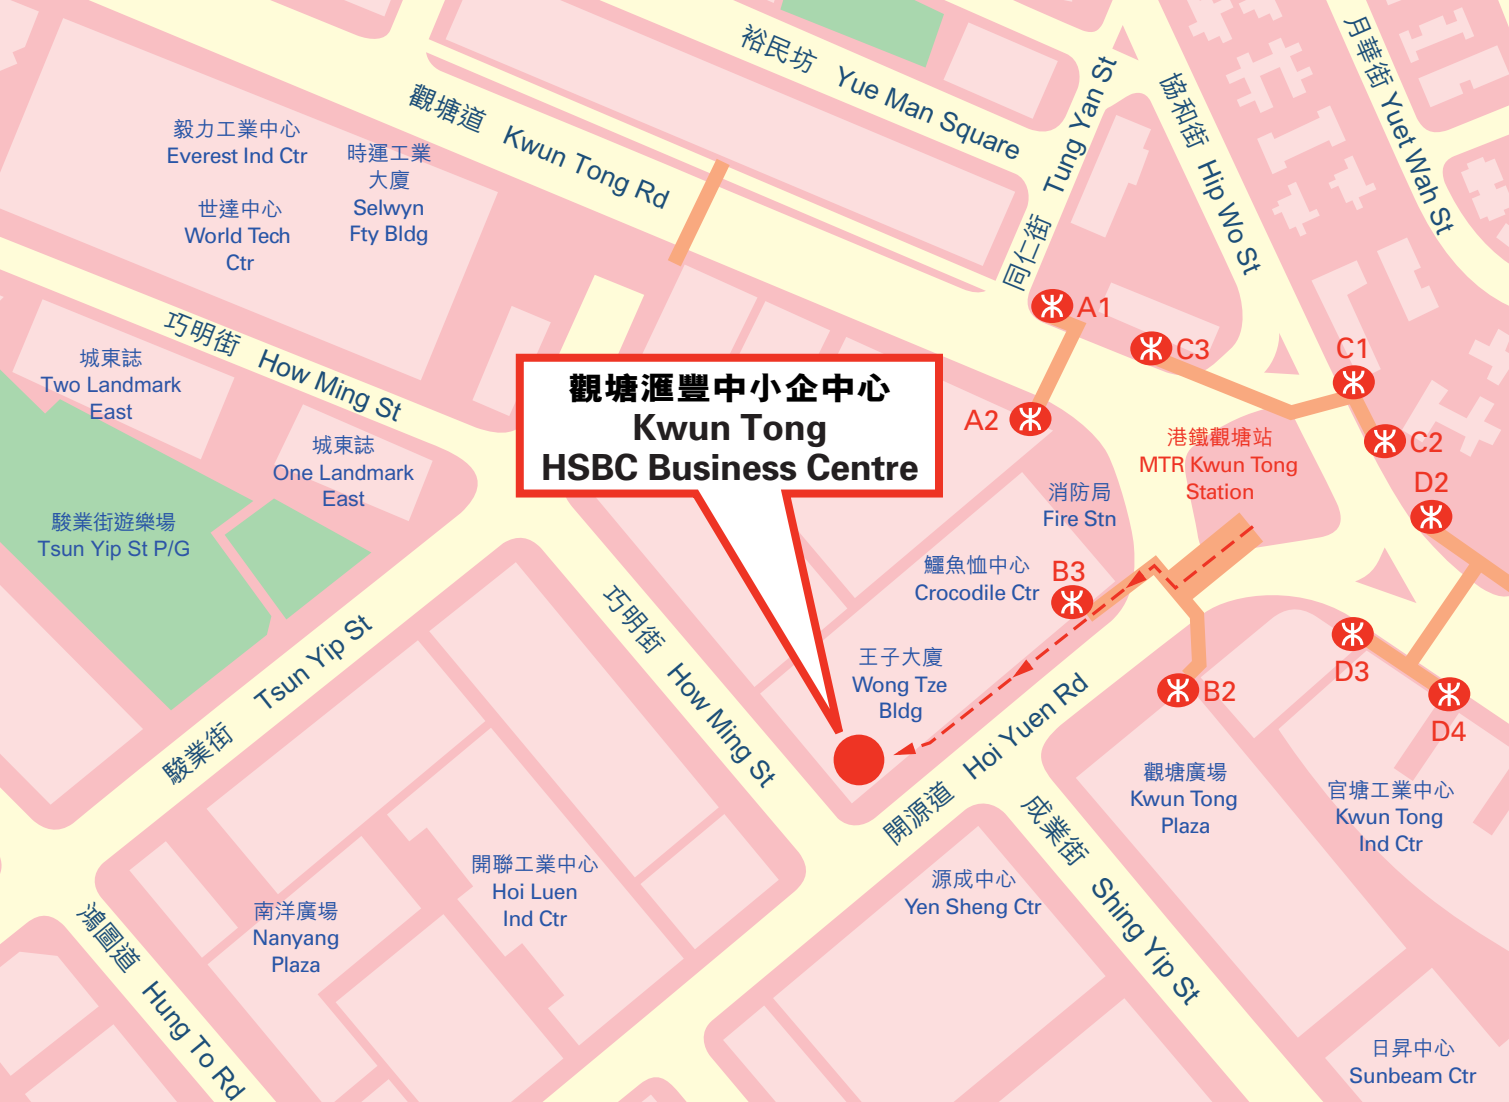 裕民坊 Yue Man Square
觀塘道 Kwun Tong Rd
同仁街 Tung Yan St
協和街 Hip Wo St
月華街 Yuet Wah St
毅力工業中心
Everest Ind Ctr
時運工業
大廈
Selwyn
Fty Bldg
世達中心
World Tech
Ctr
巧明街 How Ming St
城東誌
Two Landmark
East
城東誌
One Landmark
East
駿業街遊樂場
Tsun Yip St P/G
觀塘滙豐中小企中心
Kwun Tong
HSBC Business Centre
A1
C3
C1
A2
C2
港鐵觀塘站
MTR Kwun Tong
Station
D2
消防局
Fire Stn
鱷魚恤中心
Crocodile Ctr
B3
王子大廈
Wong Tze
Bldg
B2
D3
D4
巧明街 How Ming St
駿業街 Tsun Yip St
開源道 Hoi Yuen Rd
觀塘廣場
Kwun Tong
Plaza
官塘工業中心
Kwun Tong
Ind Ctr
成業街 Shing Yip St
開聯工業中心
Hoi Luen
Ind Ctr
源成中心
Yen Sheng Ctr
南洋廣場
Nanyang
Plaza
鴻圖道 Hung To Rd
日昇中心
Sunbeam Ctr